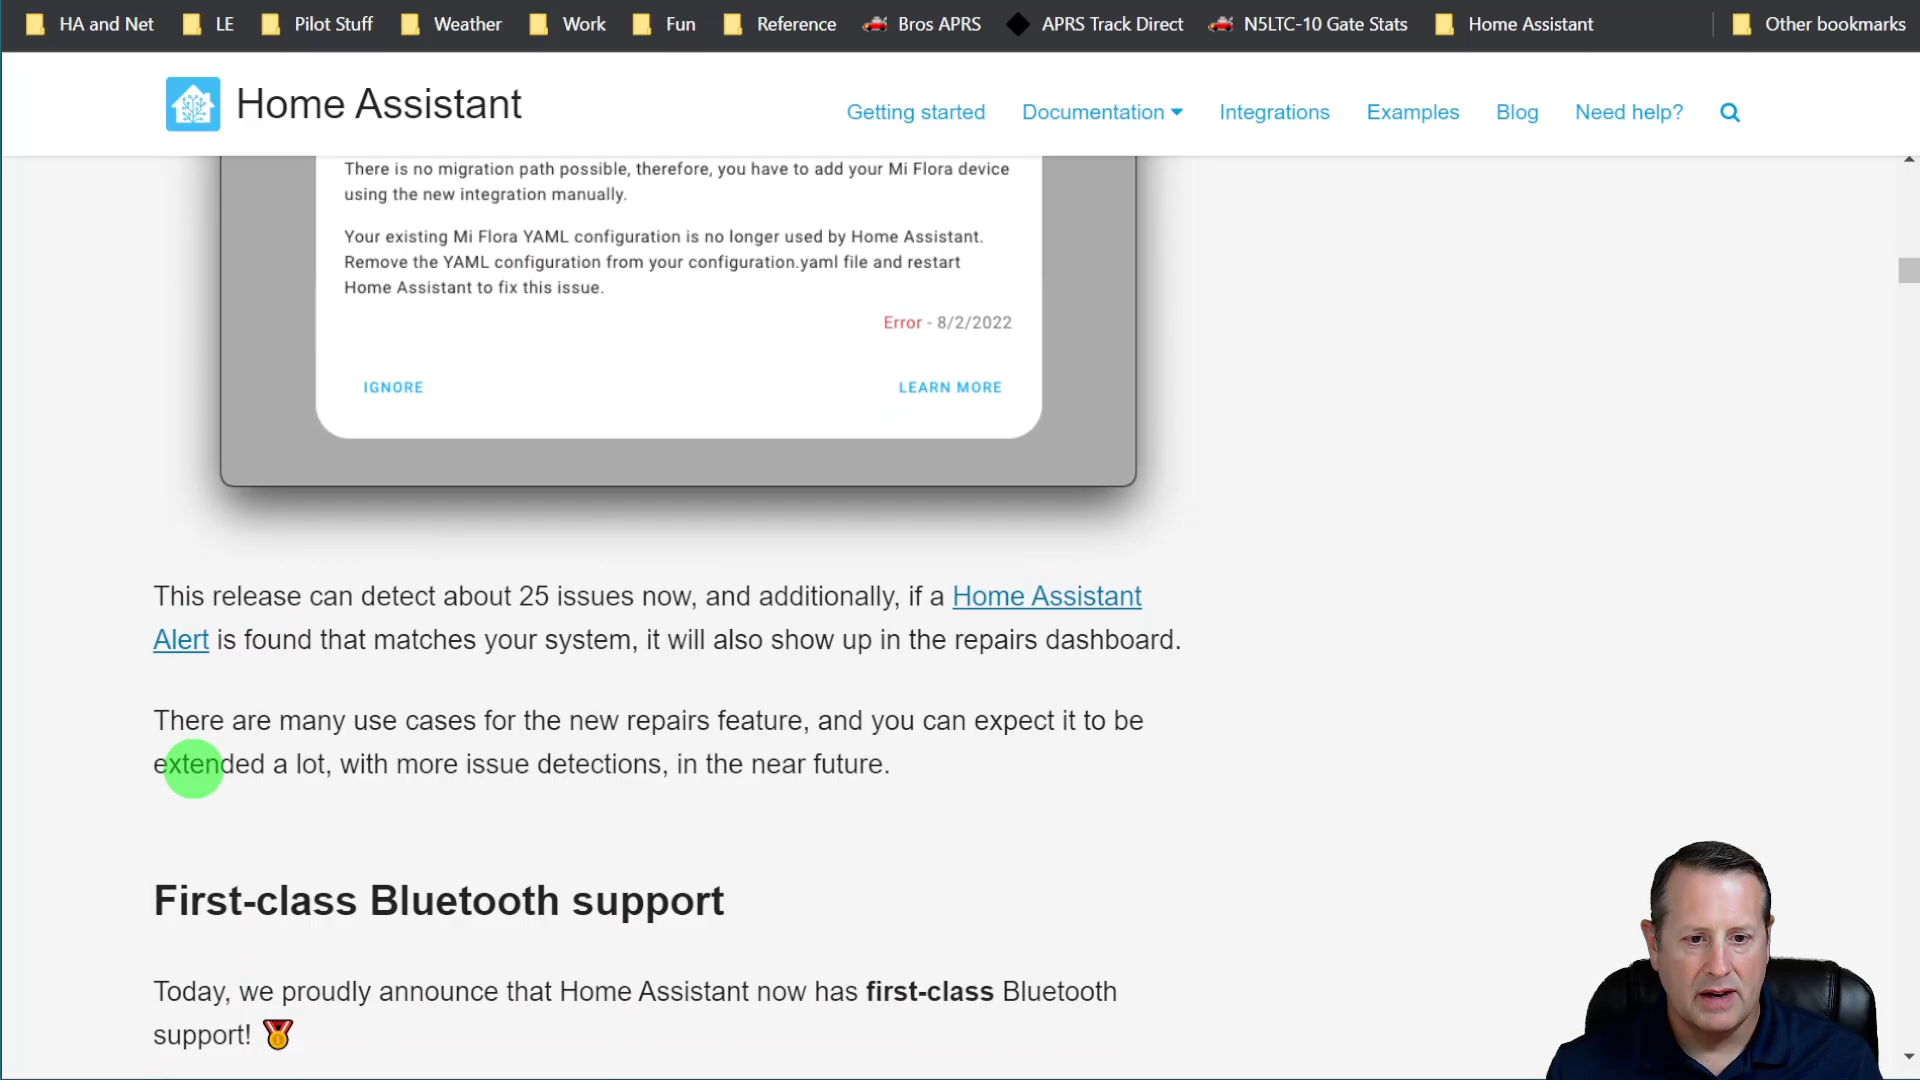 HA and Net LE Pilot Stuff Weather Work Fun Reference Bros APRS APRS Track Direct N5LTC-10 Gate Stats Home Assistant Other bookmarks
Home Assistant Getting started Documentation Integrations Examples Blog Need help?
There is no migration path possible, therefore, you have to add your Mi Flora device
using the new integration manually.
Your existing Mi Flora YAML configuration is no longer used by Home Assistant.
Remove the YAML configuration from your configuration.yaml file and restart
Home Assistant to fix this issue.
Error - 8/2/2022
IGNORE LEARN MORE
This release can detect about 25 issues now, and additionally, if a Home Assistant
Alert is found that matches your system, it will also show up in the repairs dashboard.
There are many use cases for the new repairs feature, and you can expect it to be
extended a lot, with more issue detections, in the near future.
First-class Bluetooth support
Today, we proudly announce that Home Assistant now has first-class Bluetooth
support! 🥇